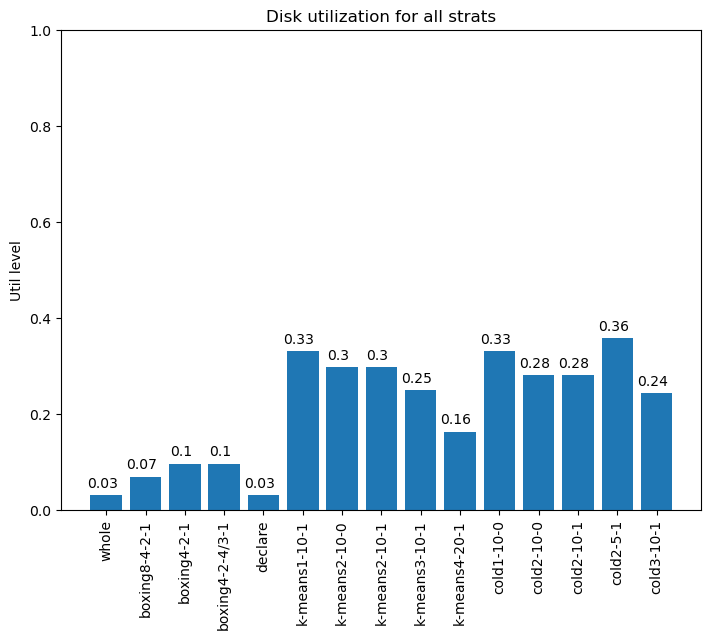 Disk utilization for all strats
Util level
1.0
0.8
0.6
0.4
0.2
0.0
0.03
0.07
0.1
0.1
0.03
0.33
0.3
0.3
0.25
0.16
0.33
0.28
0.28
0.36
0.24
whole
boxing8-4-2-1
boxing4-2-1
boxing4-2-4/3-1
declare
k-means1-10-1
k-means2-10-0
k-means2-10-1
k-means3-10-1
k-means4-20-1
cold1-10-0
cold2-10-0
cold2-10-1
cold2-5-1
cold3-10-1